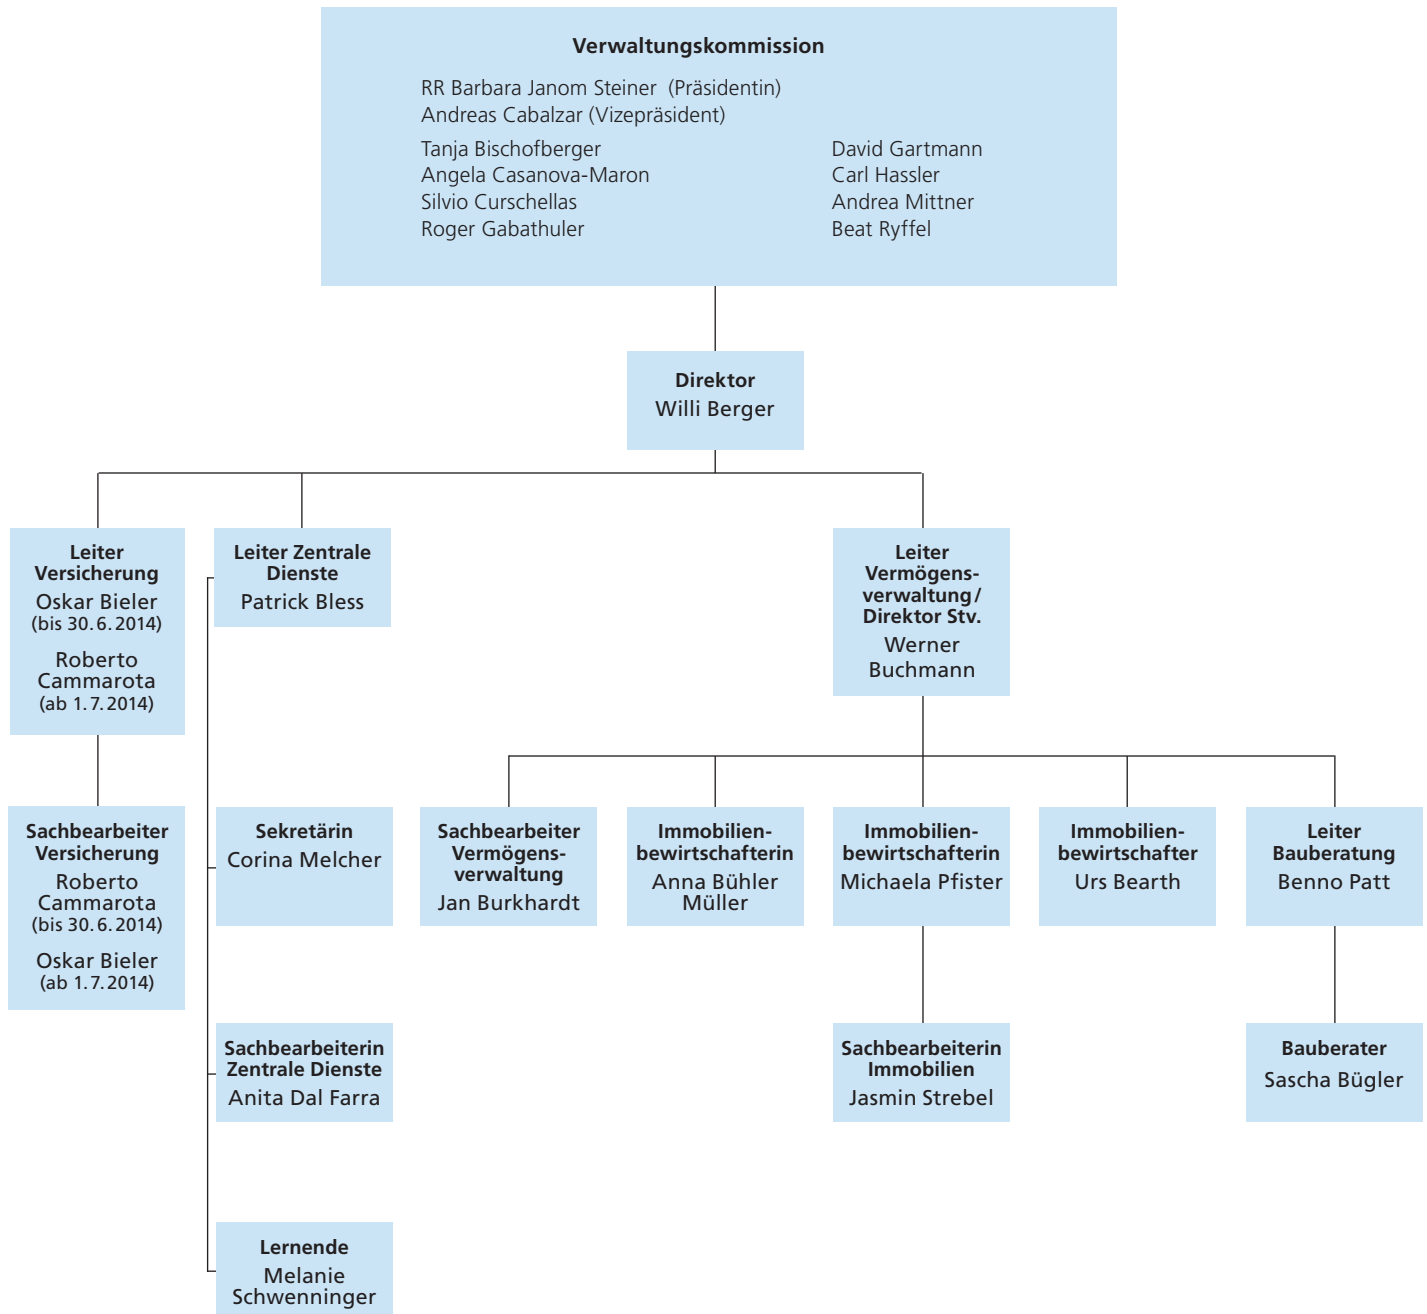 Verwaltungskommission
RR Barbara Janom Steiner (Präsidentin)
Andreas Cabalzar (Vizepräsident)
Tanja Bischofberger
Angela Casanova-Maron
Silvio Curschellas
Roger Gabathuler
David Gartmann
Carl Hassler
Andrea Mittner
Beat Ryffel
Direktor
Willi Berger
Leiter
Versicherung
Oskar Bieler
(bis 30.6.2014)
Roberto
Cammarota
(ab 1.7.2014)
Leiter Zentrale
Dienste
Patrick Bless
Leiter
Vermögens-
verwaltung/
Direktor Stv.
Werner
Buchmann
Sachbearbeiter
Versicherung
Roberto
Cammarota
(bis 30.6.2014)
Oskar Bieler
(ab 1.7.2014)
Sekretärin
Corina Melcher
Sachbearbeiter
Vermögens-
verwaltung
Jan Burkhardt
Immobilien-
bewirtschafterin
Anna Bühler
Müller
Immobilien-
bewirtschafterin
Michaela Pfister
Immobilien-
bewirtschafter
Urs Bearth
Leiter
Bauberatung
Benno Patt
Sachbearbeiterin
Zentrale Dienste
Anita Dal Farra
Sachbearbeiterin
Immobilien
Jasmin Strebel
Bauberater
Sascha Bügler
Lernende
Melanie
Schwenninger